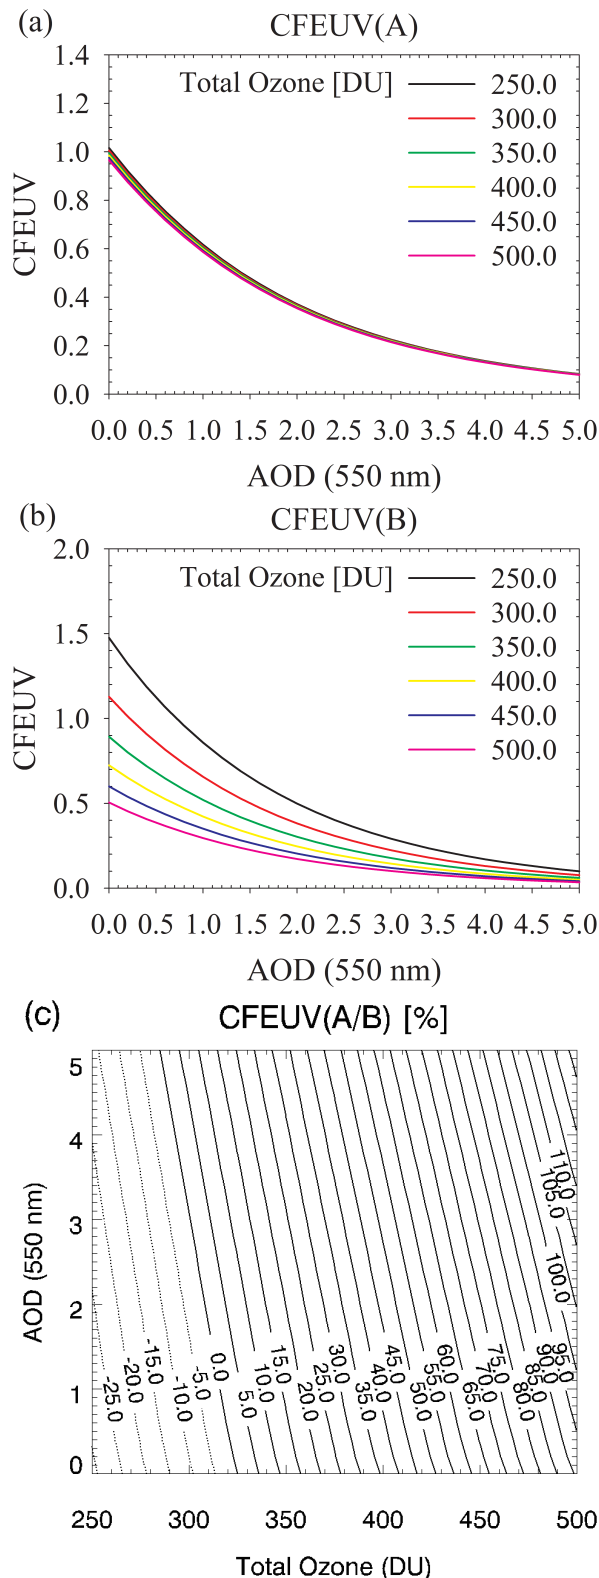 (a) CFEUV(A)
1.4
Total Ozone [DU] 250.0
1.2 300.0
1.0 350.0
0.8 400.0
450.0
0.6 500.0
0.4
0.2
0.0
CFEUV
0.0 0.5 1.0 1.5 2.0 2.5 3.0 3.5 4.0 4.5 5.0
AOD (550 nm)
(b) CFEUV(B)
2.0
Total Ozone [DU] 250.0
300.0
1.5 350.0
400.0
1.0 450.0
500.0
0.5
0.0
CFEUV
0.0 0.5 1.0 1.5 2.0 2.5 3.0 3.5 4.0 4.5 5.0
AOD (550 nm)
(c) CFEUV(A/B) [%]
5
4
3
2
1
0
AOD (550 nm)
110.0
105.0
100.0
-25.0 -20.0 -15.0 -10.0 -5.0 0.0 5.0 10.0 15.0 20.0 25.0 30.0 35.0 40.0 45.0 50.0 55.0 60.0 65.0 70.0 75.0 80.0 85.0 90.0 95.0
250 300 350 400 450 500
Total Ozone (DU)